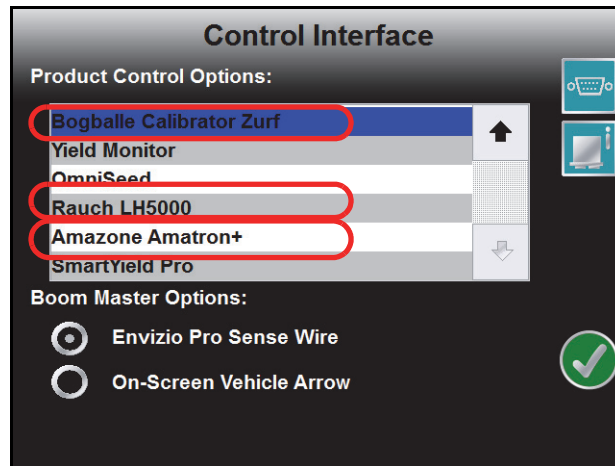 Control Interface
Product Control Options:
Bogballe Calibrator Zurf
Yield Monitor
OmniSeed
Rauch LH5000
Amazone Amatron+
SmartYield Pro
Boom Master Options:
Envizio Pro Sense Wire
On-Screen Vehicle Arrow